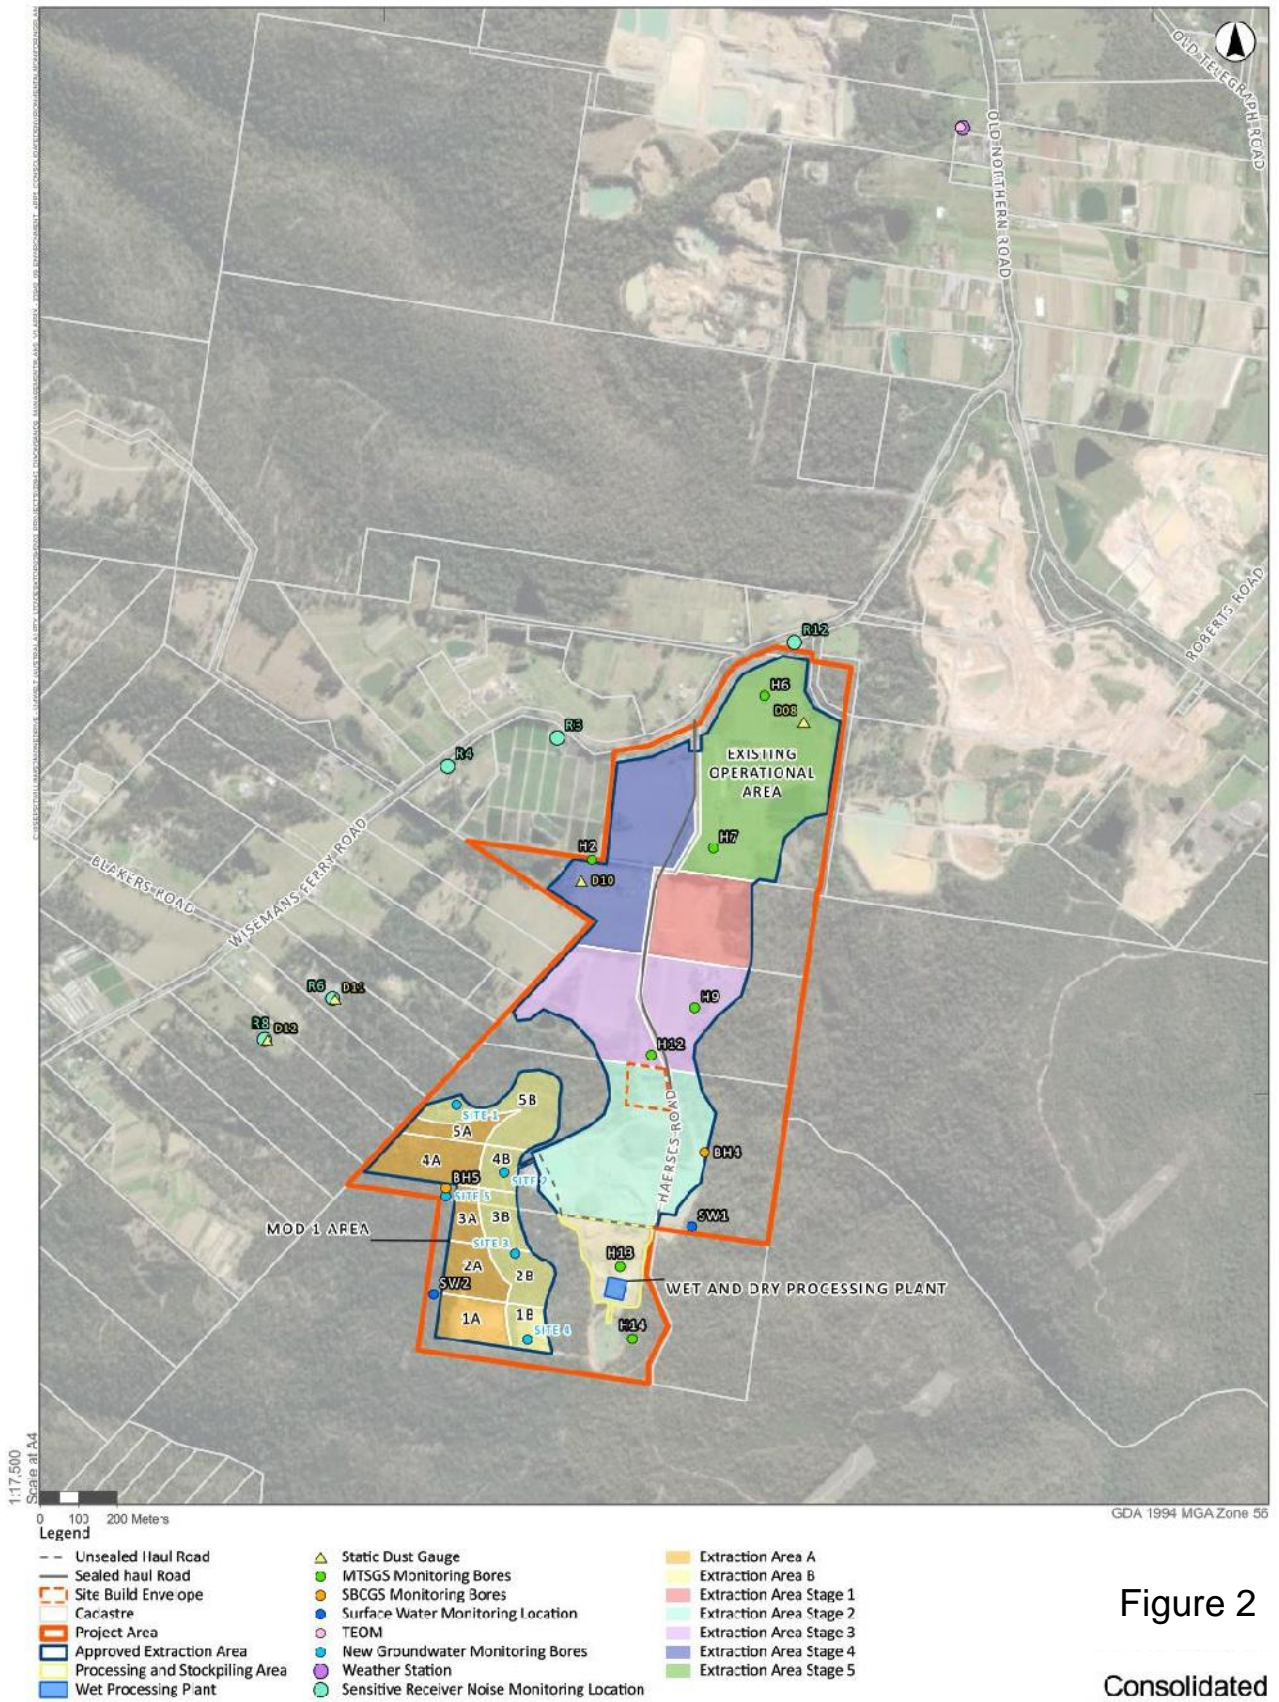 OLD TELEGRAPH ROAD
OLD NORTHERN ROAD
ROBERTS ROAD
R12
H6
D08
R3
R4
EXISTING
OPERATIONAL
AREA
H7
H2
D10
BLAKERS ROAD
WISEMANS FERRY ROAD
R6
D11
D12
H9
H12
HAERSES ROAD
5B
SITE 1
5A
4A
4B
SITE 2
BH4
BH5
SITE 5
3A
3B
SW1
MOD 1 AREA
SITE 3
H13
2A
2B
SW2
WET AND DRY PROCESSING PLANT
1A
1B
SITE 4
H14
1:17,500
Scale at A4
0 100 200 Meters
GDA 1994 MGA Zone 56
Legend
Unsealed Haul Road
Sealed haul Road
Site Build Envelope
Cadastre
Project Area
Approved Extraction Area
Processing and Stockpiling Area
Wet Processing Plant
Static Dust Gauge
MTSGS Monitoring Bores
SBCGS Monitoring Bores
Surface Water Monitoring Location
TEOM
New Groundwater Monitoring Bores
Weather Station
Sensitive Receiver Noise Monitoring Location
Extraction Area A
Extraction Area B
Extraction Area Stage 1
Extraction Area Stage 2
Extraction Area Stage 3
Extraction Area Stage 4
Extraction Area Stage 5
Figure 2
Consolidated